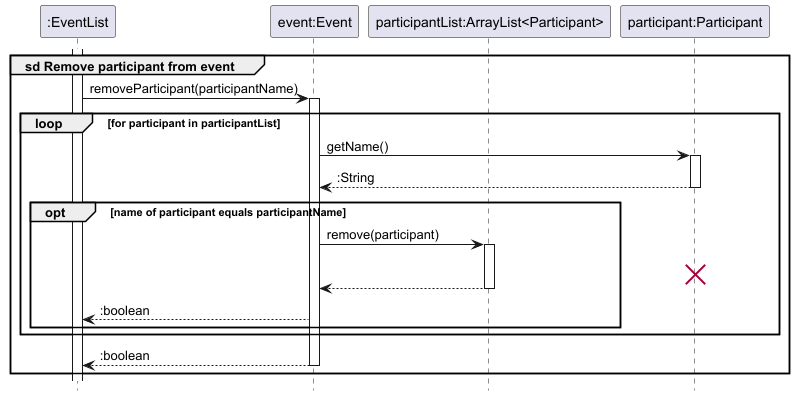 :EventList
event:Event
participantList:ArrayList<Participant>
participant:Participant
sd Remove participant from event
removeParticipant(participantName)
loop
[for participant in participantList]
getName()
:String
opt
[name of participant equals participantName]
remove(participant)
:boolean
:boolean